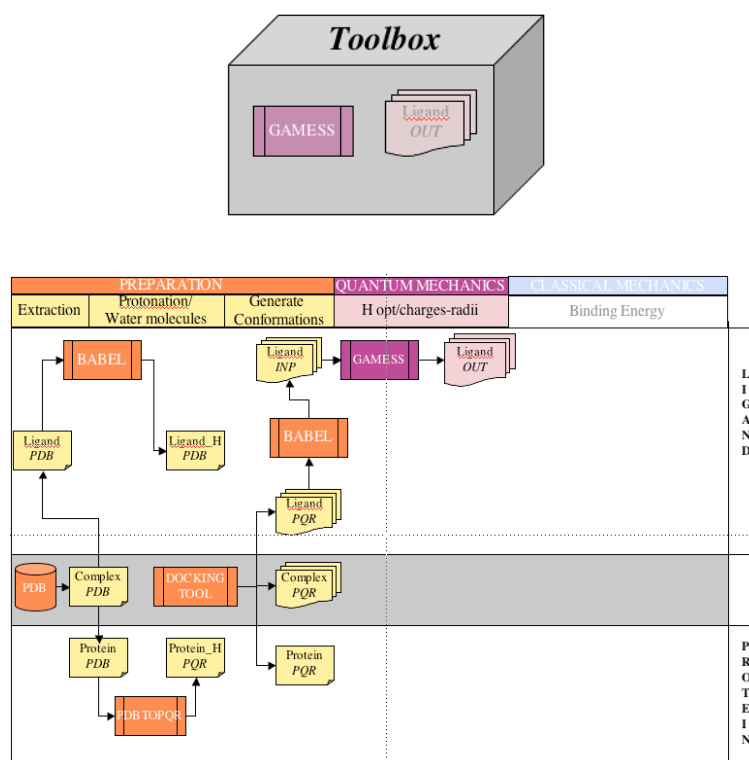 Toolbox
GAMESS
Ligand
OUT
PREPARATION
QUANTUM MECHANICS
CLASSICAL MECHANICS
Extraction
Protonation/
Water molecules
Generate
Conformations
H opt/charges-radii
Binding Energy
BABEL
Ligand
INP
GAMESS
Ligand
OUT
LIGAND
Ligand
PDB
Ligand_H
PDB
BABEL
Ligand
PQR
PDB
Complex
PDB
DOCKING
TOOL
Complex
PQR
Protein
PDB
Protein_H
PQR
Protein
PQR
PROTEIN
PDBTOPQR